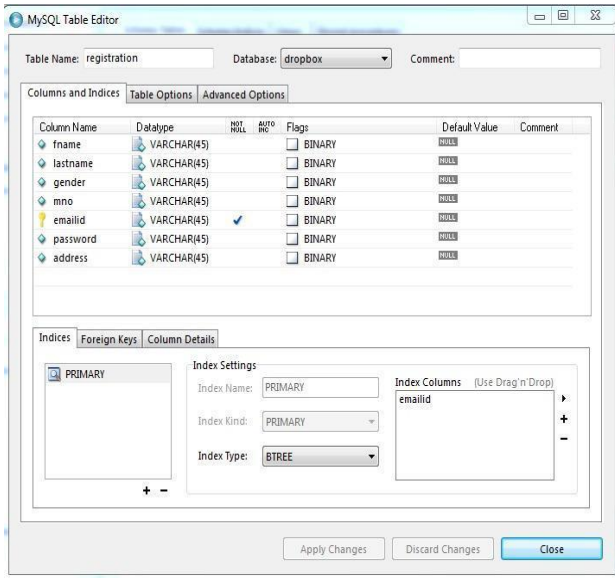 MySQL Table Editor
Table Name: registration Database: dropbox Comment:
Columns and Indices Table Options Advanced Options
Column Name Datatype NOT NULL AUTO INC Flags Default Value Comment
fname VARCHAR(45) BINARY NULL
lastname VARCHAR(45) BINARY NULL
gender VARCHAR(45) BINARY NULL
mno VARCHAR(45) BINARY NULL
emailid VARCHAR(45) BINARY
password VARCHAR(45) BINARY NULL
address VARCHAR(45) BINARY NULL
Indices Foreign Keys Column Details
PRIMARY
Index Settings
Index Name: PRIMARY
Index Kind: PRIMARY
Index Type: BTREE
Index Columns (Use Drag'n'Drop)
emailid
Apply Changes Discard Changes Close